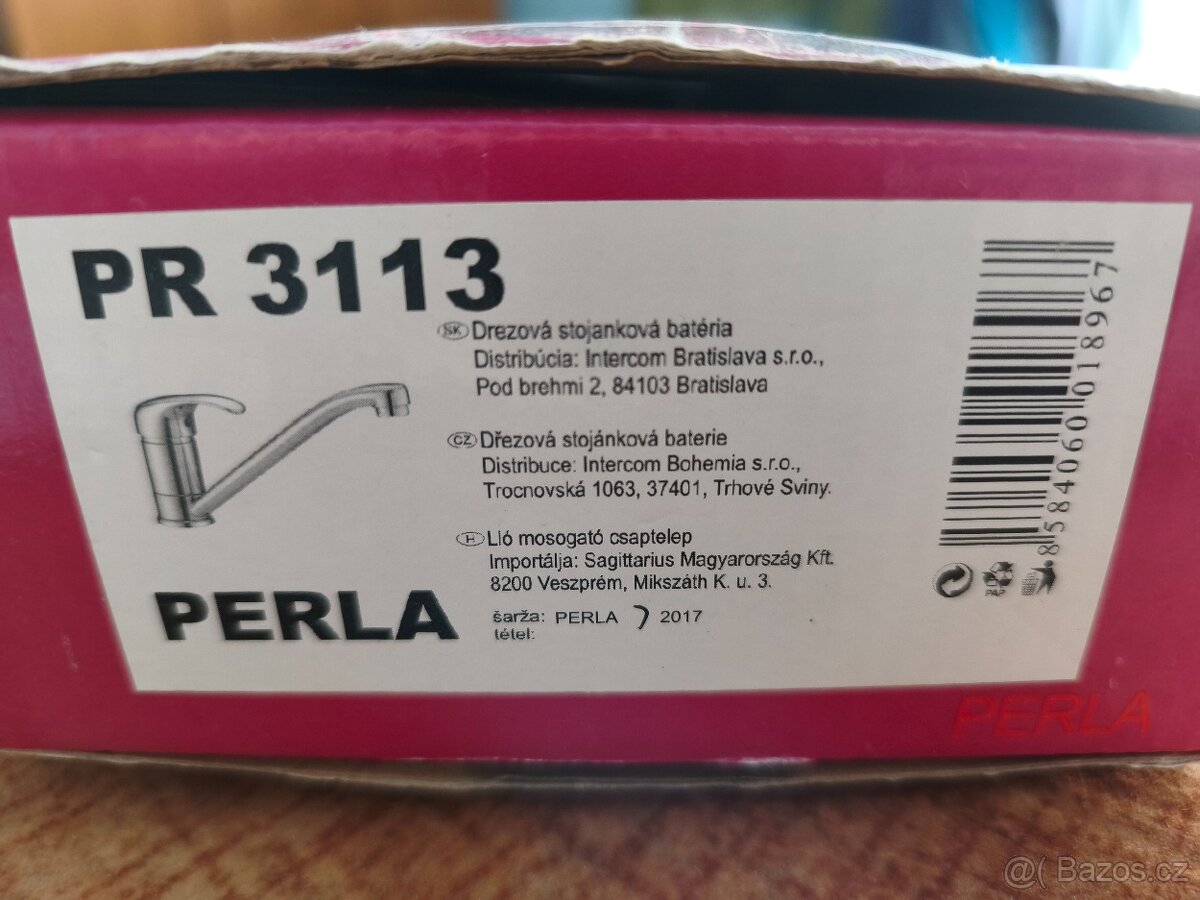 PR 3113
SK Drezová stojanková batéria
Distribúcia: Intercom Bratislava s.r.o.,
Pod brehmi 2, 84103 Bratislava
CZ Dřezová stojánková baterie
Distribuce: Intercom Bohemia s.r.o.,
Trocnovská 1063, 37401, Trhové Sviny.
H Lló mosogató csaptelep
Importálja: Sagittarius Magyarország Kft.
8200 Veszprém, Mikszáth K. u. 3.
PERLA
šarža: PERLA 7 2017
tétel:
8584060018967
PAP
PERLA
@( Bazos.cz